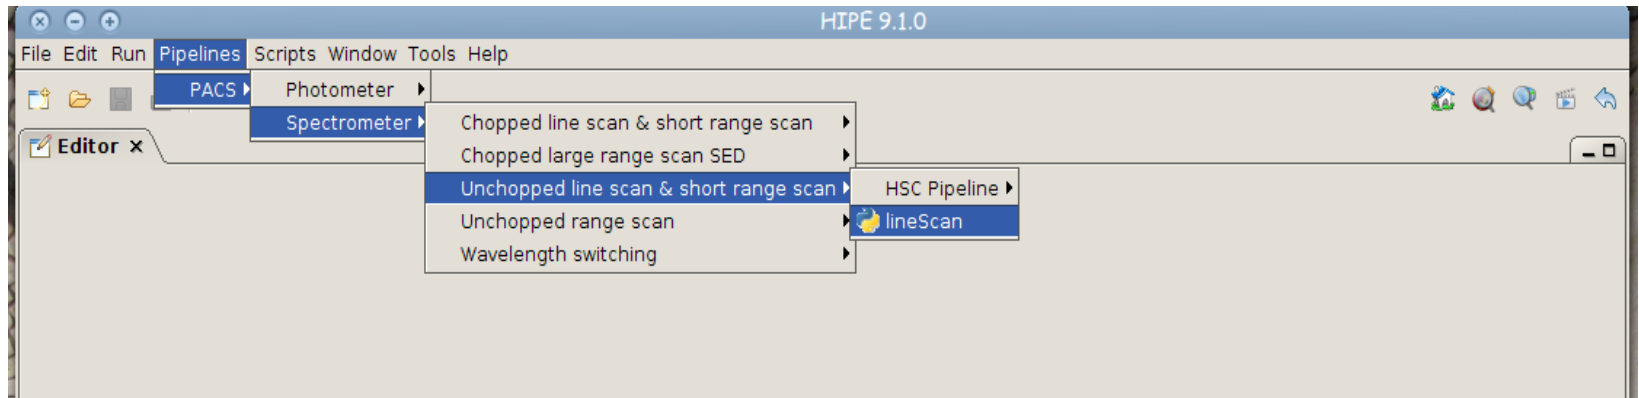 HIPE 9.1.0
File Edit Run Pipelines Scripts Window Tools Help
PACS
Photometer
Spectrometer
Chopped line scan & short range scan
Chopped large range scan SED
Unchopped line scan & short range scan
Unchopped range scan
Wavelength switching
HSC Pipeline
lineScan
Editor